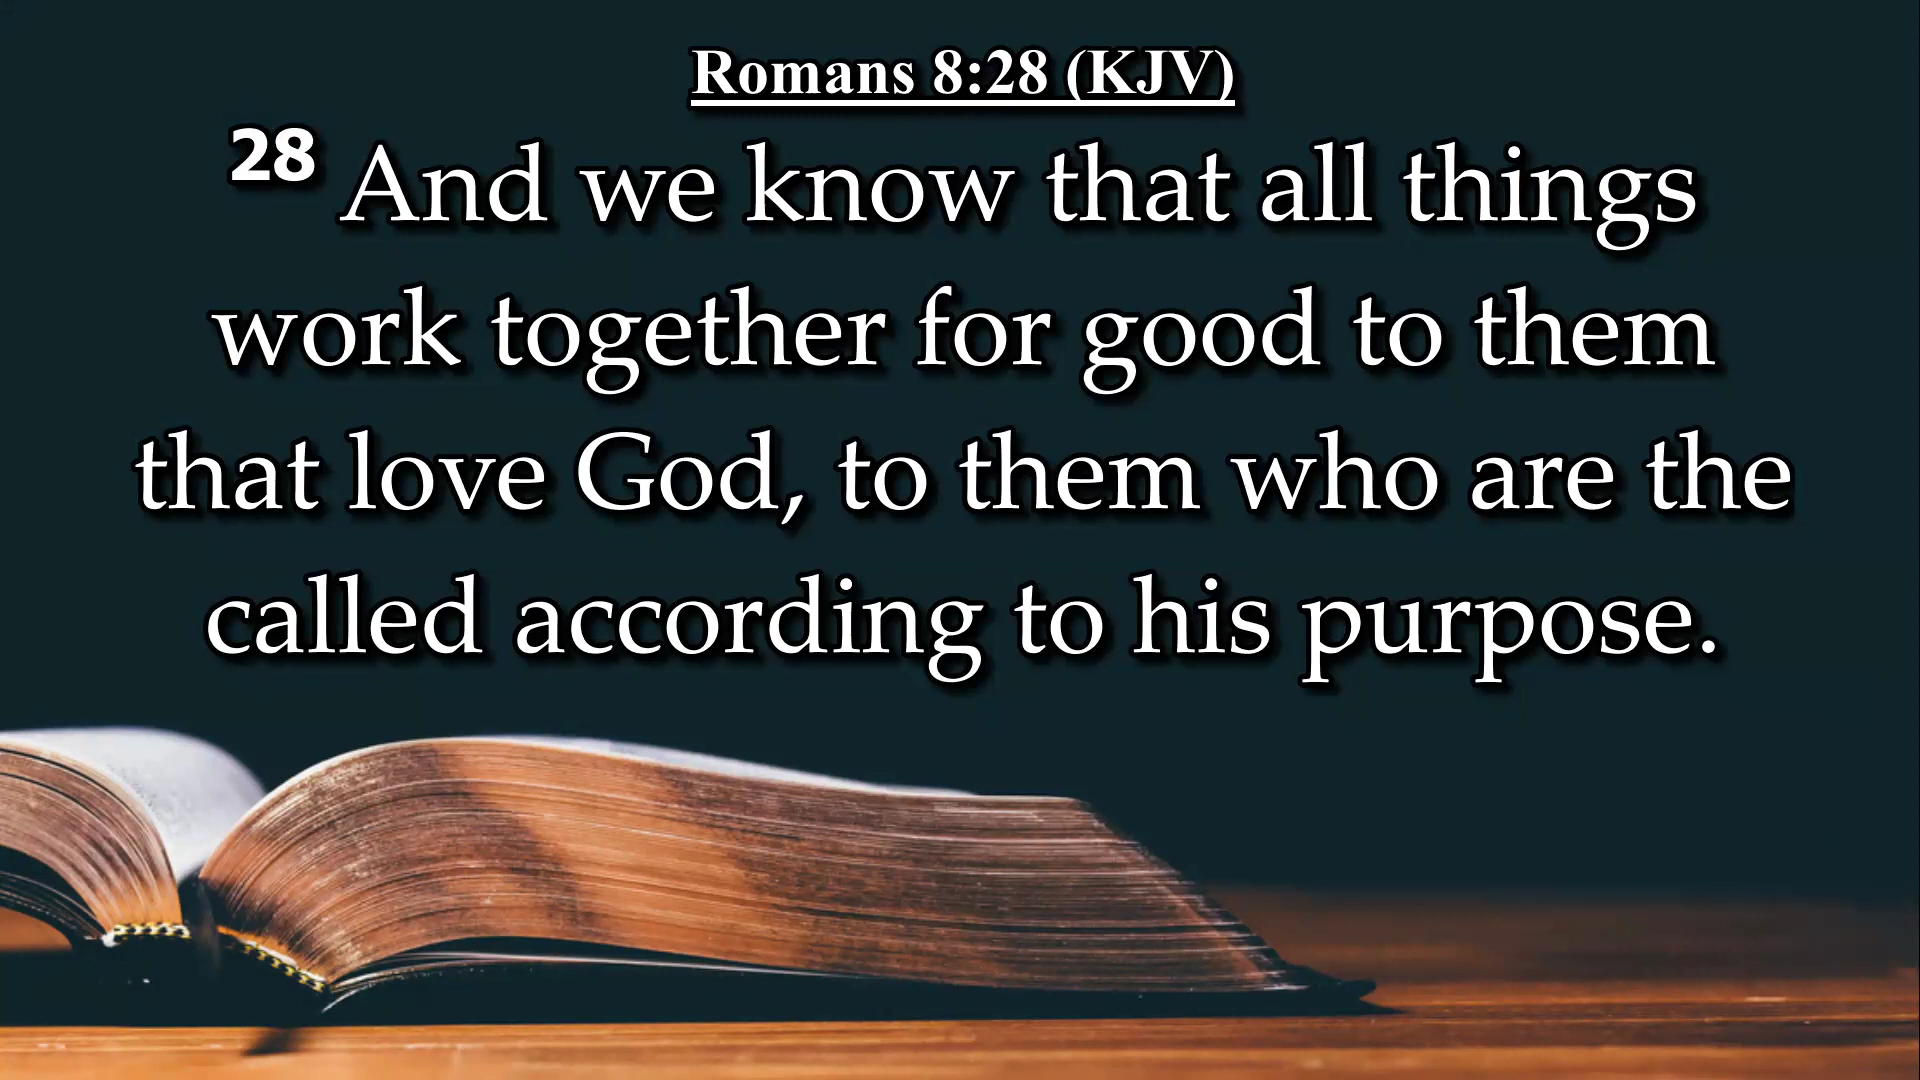 Romans 8:28 (KJV)
28 And we know that all things
work together for good to them
that love God, to them who are the
called according to his purpose.